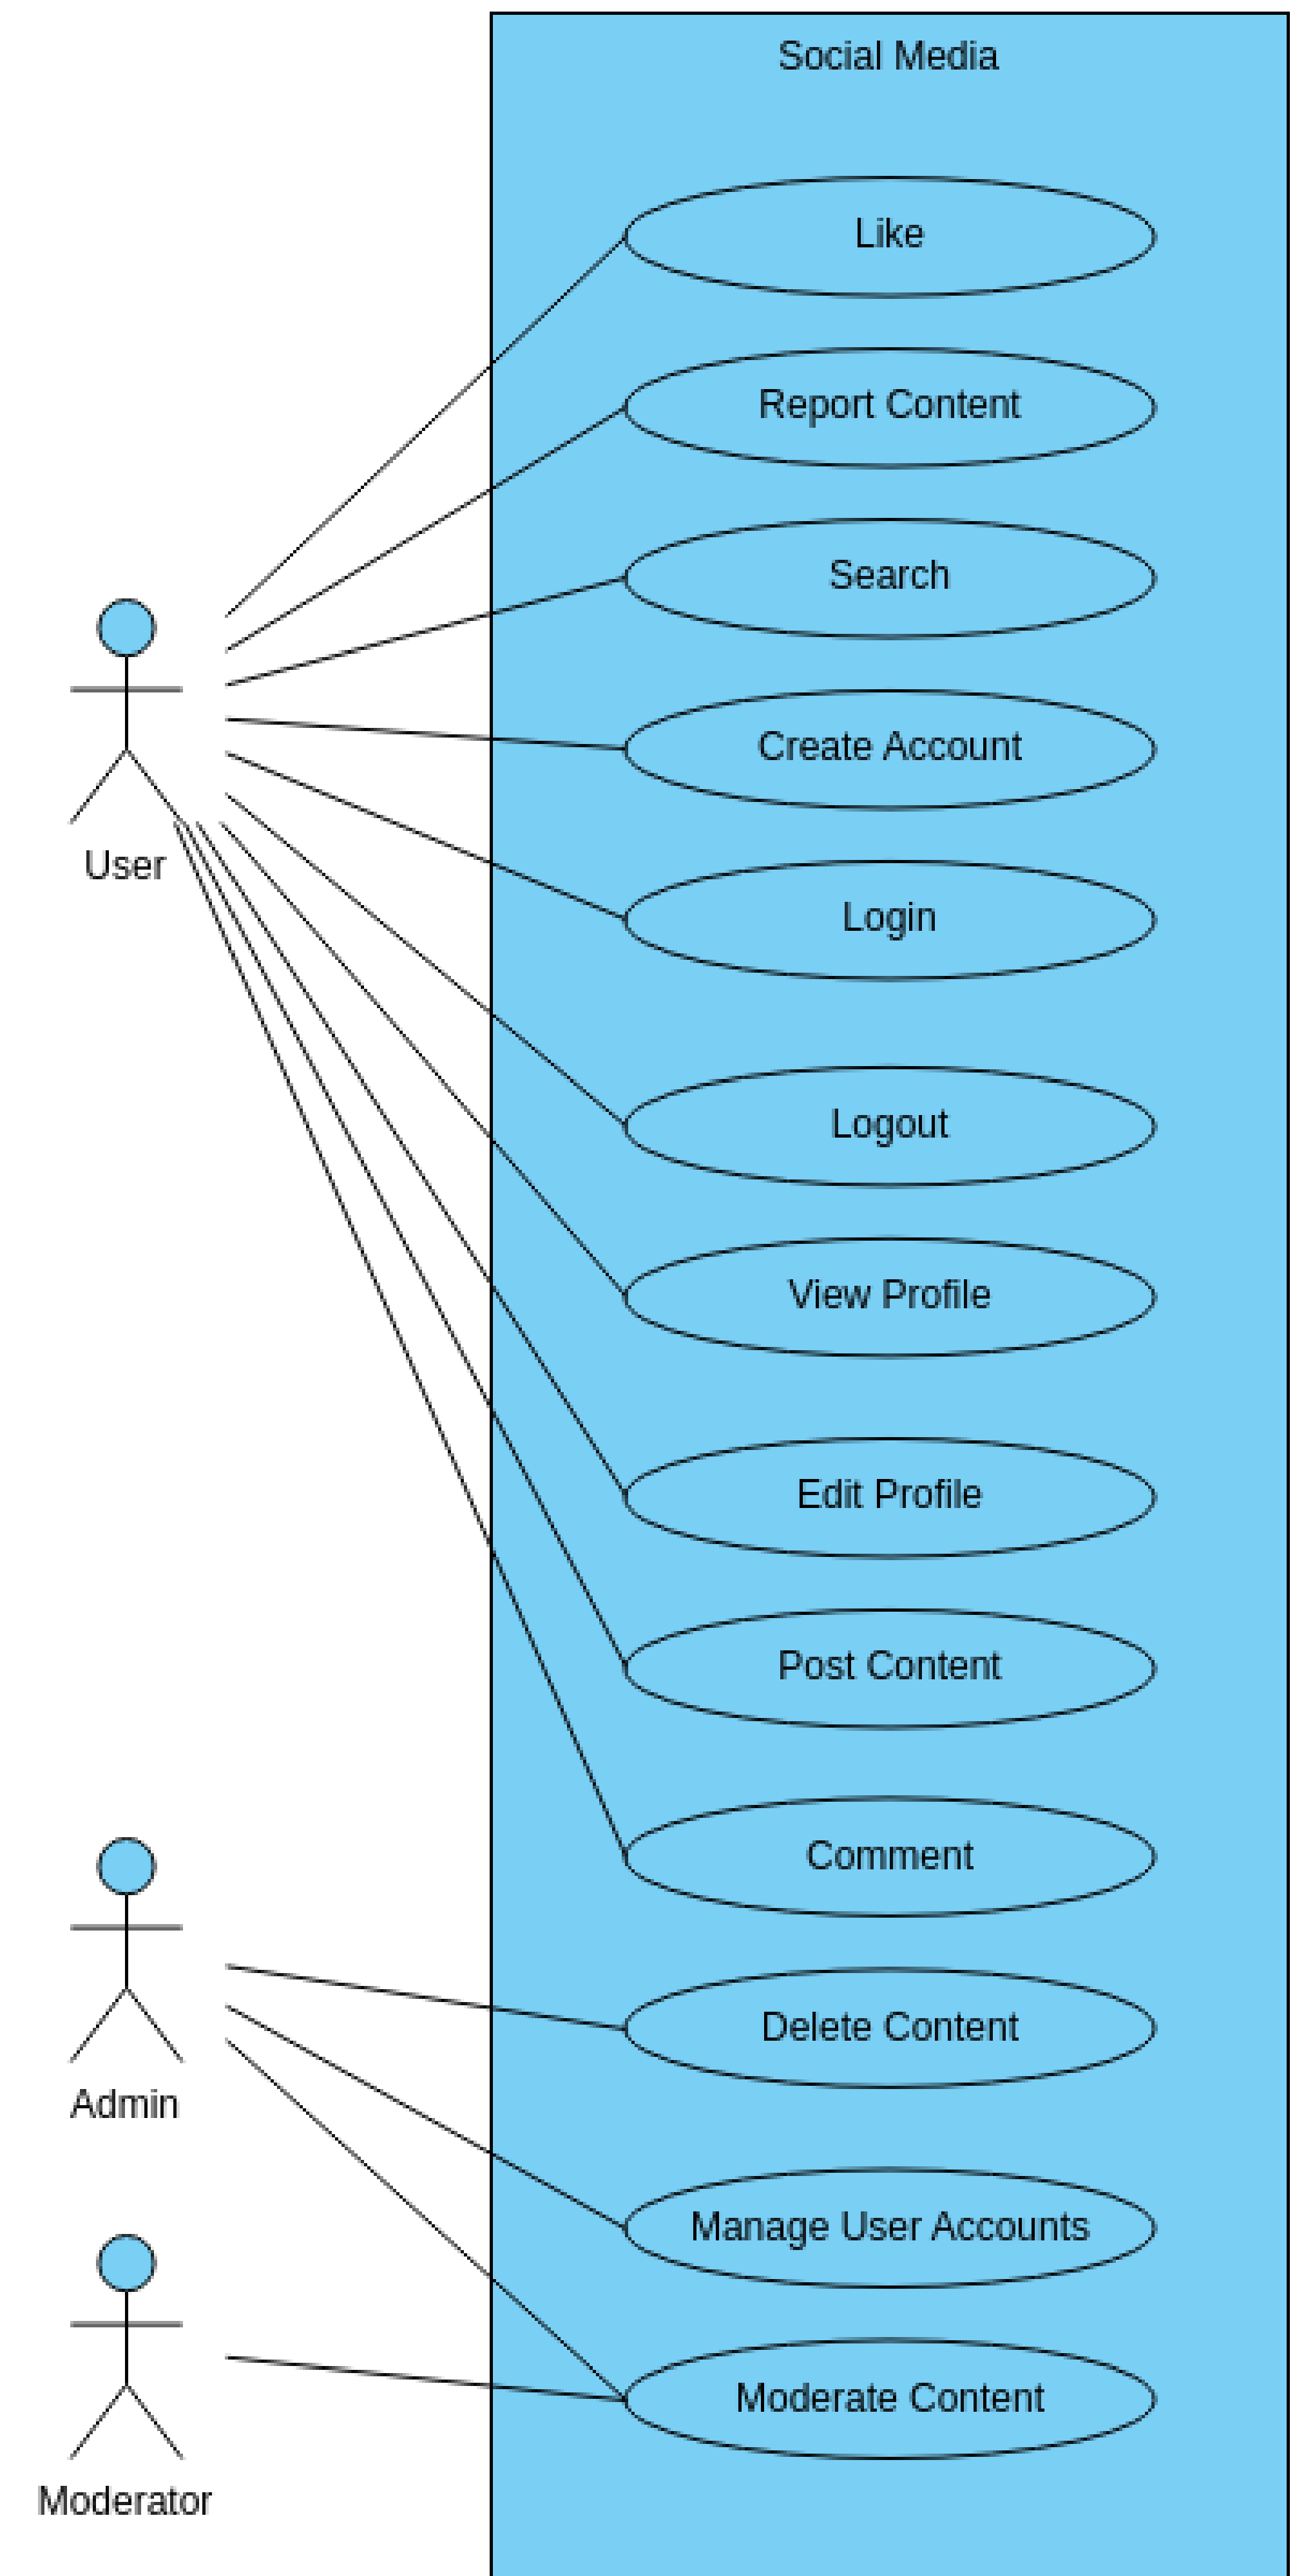 Social Media
Like
Report Content
Search
Create Account
Login
User
Logout
View Profile
Edit Profile
Post Content
Comment
Delete Content
Admin
Manage User Accounts
Moderate Content
Moderator